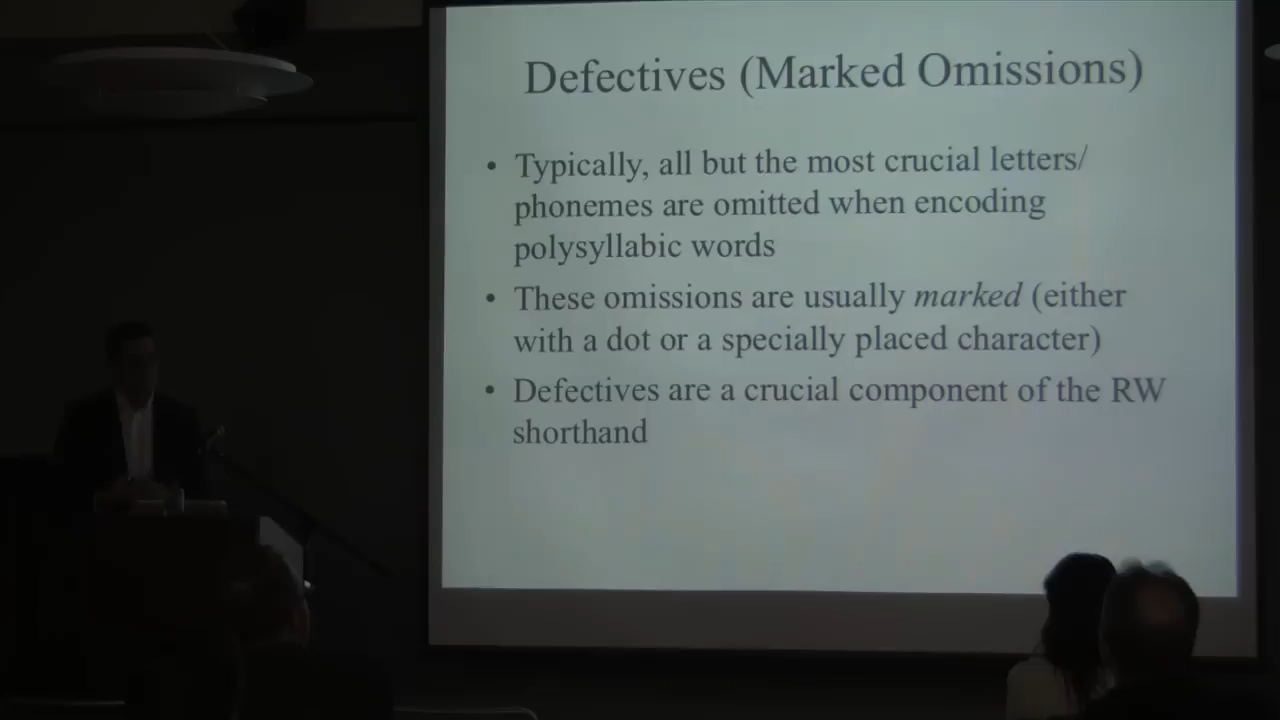 Defectives (Marked Omissions)
• Typically, all but the most crucial letters/
phonemes are omitted when encoding
polysyllabic words
• These omissions are usually marked (either
with a dot or a specially placed character)
• Defectives are a crucial component of the RW
shorthand